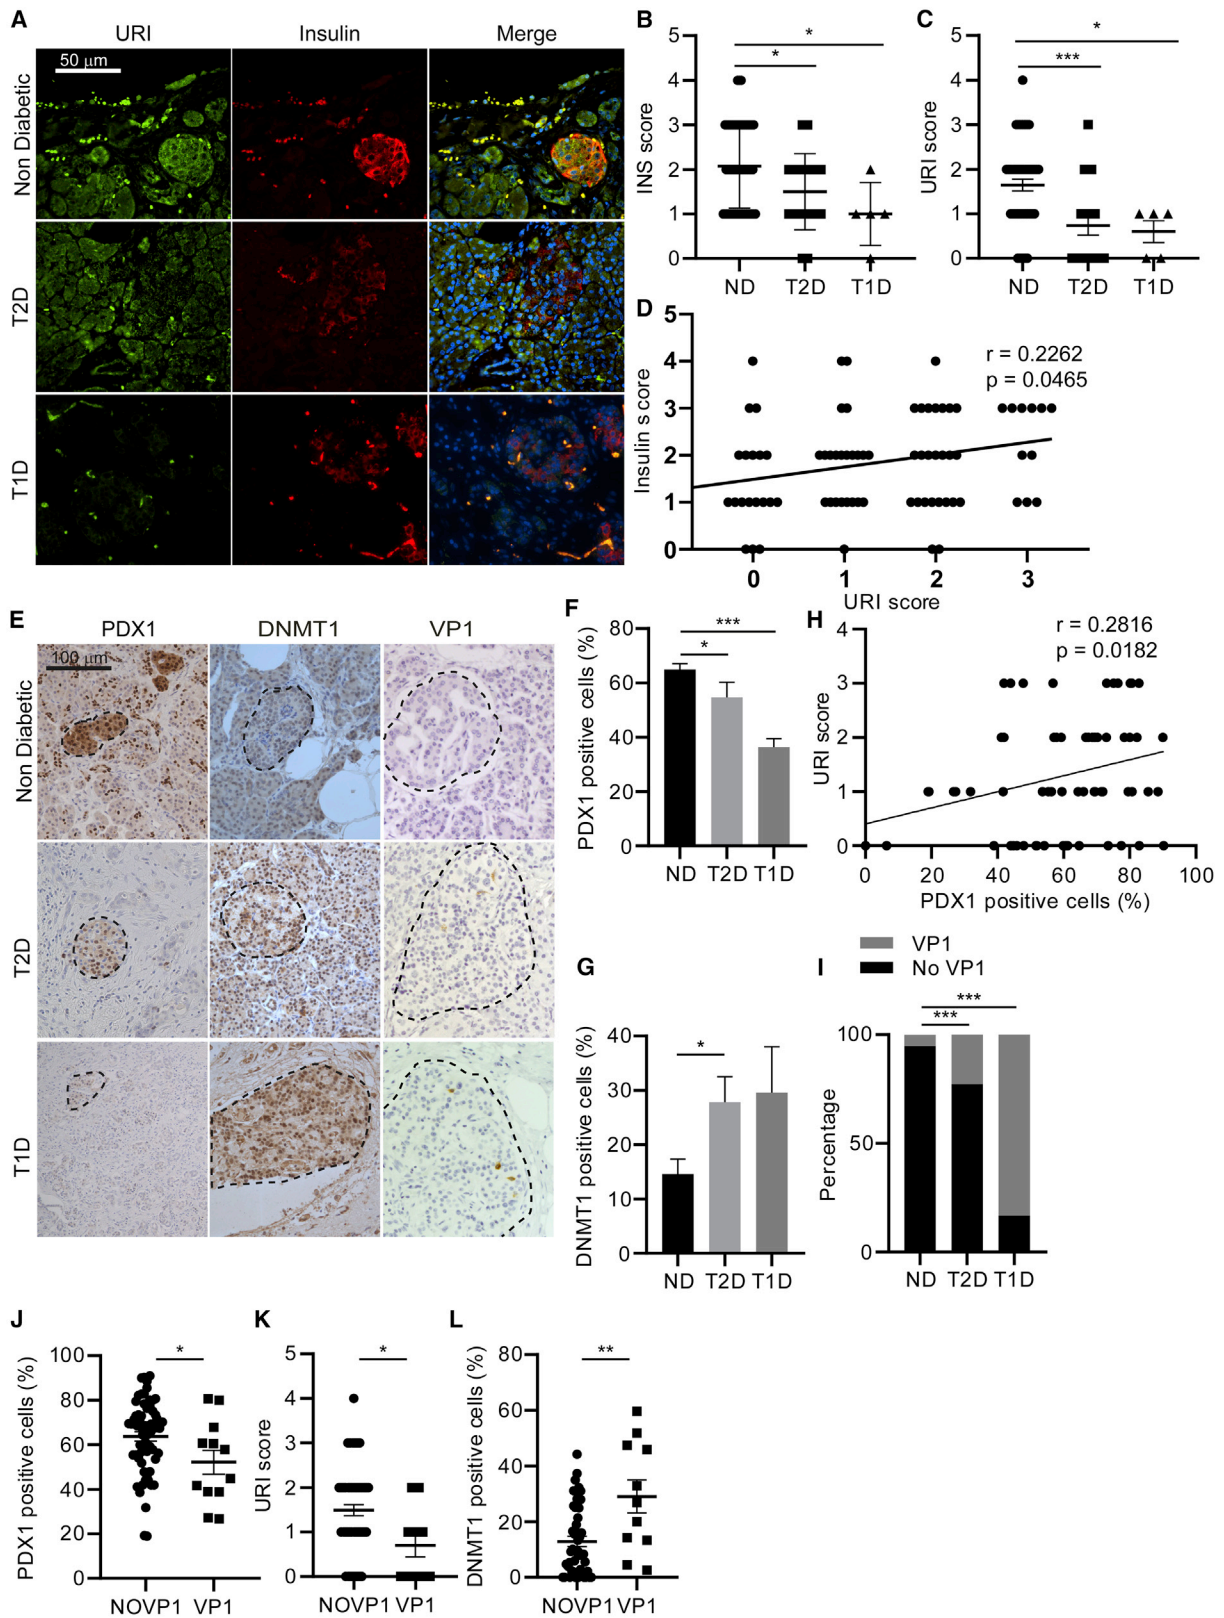 A
URI
Insulin
Merge
50 µm
Non Diabetic
T2D
T1D
B
INS score
5
4
3
2
1
0
*
*
ND
T2D
T1D
C
URI score
5
4
3
2
1
0
*
***
ND
T2D
T1D
D
Insulin score
5
4
3
2
1
0
r = 0.2262
p = 0.0465
0
1
2
3
URI score
E
PDX1
DNMT1
VP1
100 µm
Non Diabetic
T2D
T1D
F
PDX1 positive cells (%)
80
60
40
20
0
***
*
ND
T2D
T1D
H
URI score
4
3
2
1
0
r = 0.2816
p = 0.0182
0
20
40
60
80
100
PDX1 positive cells (%)
G
DNMT1 positive cells (%)
40
30
20
10
0
*
ND
T2D
T1D
VP1
No VP1
I
Percentage
100
50
0
***
***
ND
T2D
T1D
J
PDX1 positive cells (%)
100
80
60
40
20
0
*
NOVP1
VP1
K
URI score
5
4
3
2
1
0
*
NOVP1
VP1
L
DNMT1 positive cells (%)
80
60
40
20
0
**
NOVP1
VP1